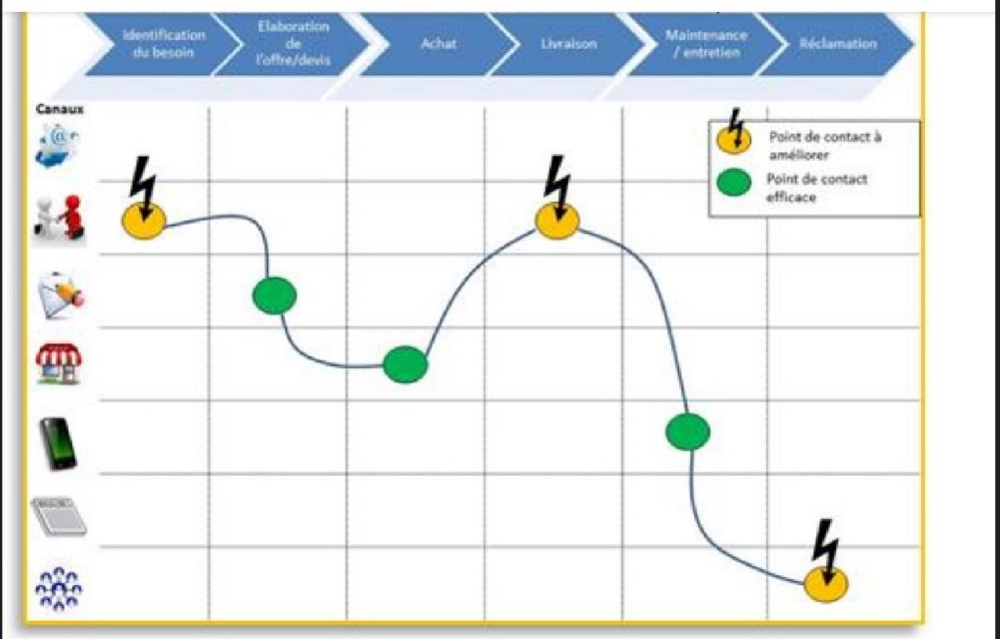 Identification
du besoin
Elaboration
de
l'offre/devis
Achat
Livraison
Maintenance
/ entretien
Réclamation
Canaux
@
Point de contact à
améliorer
Point de contact
efficace